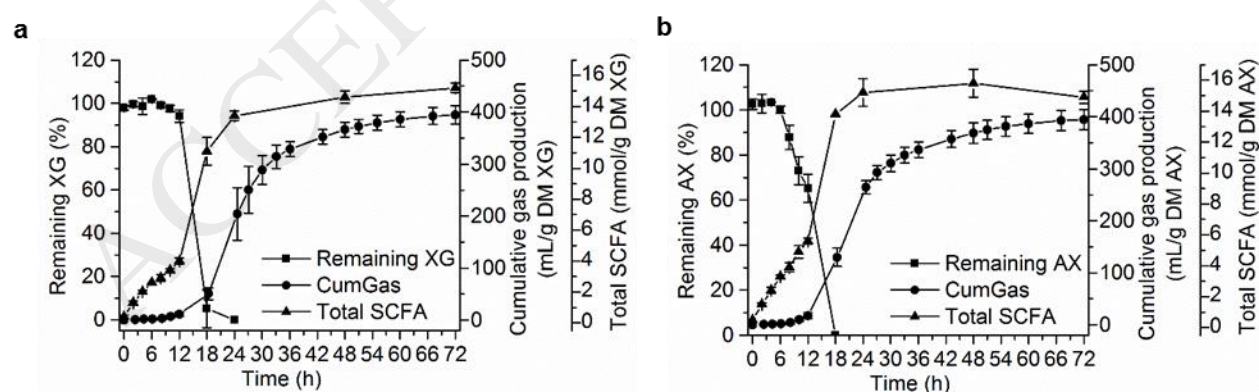 a
b
ACCEP
120
100
80
60
40
20
0
Remaining XG (%)
500
400
300
200
100
0
Cumulative gas production
(mL/g DM XG)
16
14
12
10
8
6
4
2
0
Total SCFA (mmol/g DM XG)
Remaining XG
CumGas
Total SCFA
0 6 12 18 24 30 36 42 48 54 60 66 72
Time (h)
120
100
80
60
40
20
0
Remaining AX (%)
500
400
300
200
100
0
Cumulative gas production
(mL/g DM AX)
16
14
12
10
8
6
4
2
0
Total SCFA (mmol/g DM AX)
Remaining AX
CumGas
Total SCFA
0 6 12 18 24 30 36 42 48 54 60 66 72
Time (h)